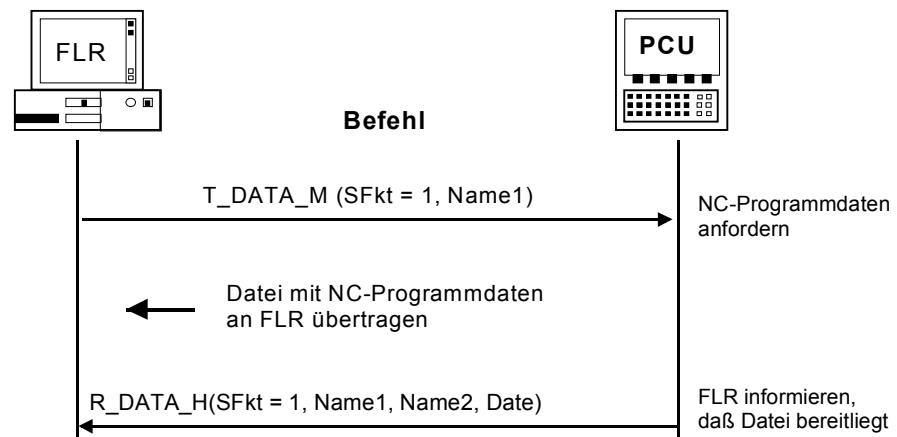 FLR
PCU
Befehl
T_DATA_M (SFkt = 1, Name1)
NC-Programmdaten
anfordern
Datei mit NC-Programmdaten
an FLR übertragen
R_DATA_H(SFkt = 1, Name1, Name2, Date)
FLR informieren,
daß Datei bereitliegt